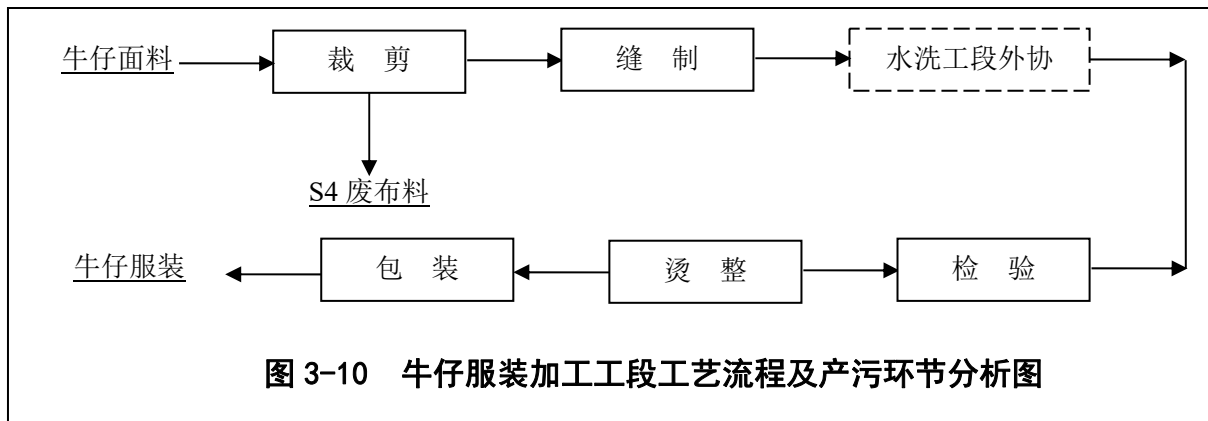 牛仔面料 裁 剪 缝 制 水洗工段外协
S4 废布料
牛仔服装 包 装 烫 整 检 验
图 3-10 牛仔服装加工工段工艺流程及产污环节分析图